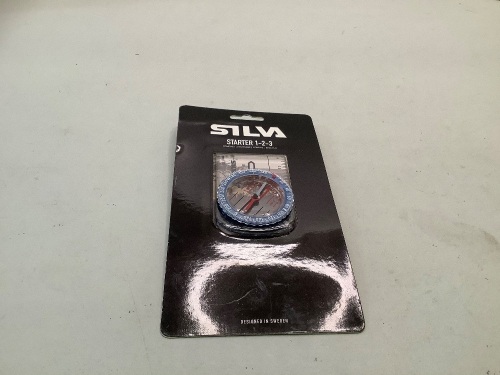 SILVA
STARTER 1-2-3
DESIGNED IN SWEDEN